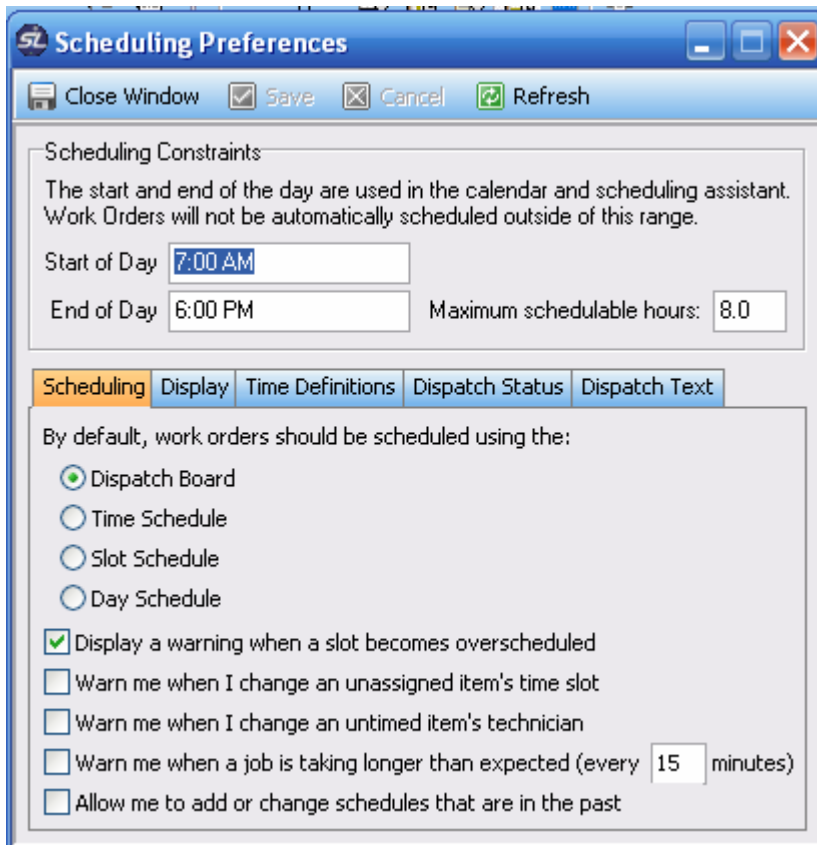 SL Scheduling Preferences
Close Window Save Cancel Refresh
Scheduling Constraints
The start and end of the day are used in the calendar and scheduling assistant.
Work Orders will not be automatically scheduled outside of this range.
Start of Day 7:00 AM
End of Day 6:00 PM Maximum schedulable hours: 8.0
Scheduling Display Time Definitions Dispatch Status Dispatch Text
By default, work orders should be scheduled using the:
Dispatch Board
Time Schedule
Slot Schedule
Day Schedule
Display a warning when a slot becomes overscheduled
Warn me when I change an unassigned item's time slot
Warn me when I change an untimed item's technician
Warn me when a job is taking longer than expected (every 15 minutes)
Allow me to add or change schedules that are in the past